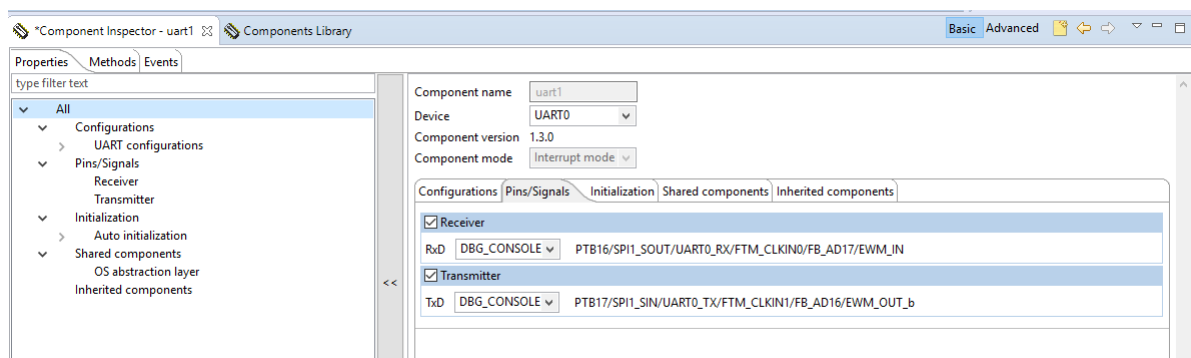 *Component Inspector - uart1 Components Library Basic Advanced
Properties Methods Events
type filter text
All
Configurations
UART configurations
Pins/Signals
Receiver
Transmitter
Initialization
Auto initialization
Shared components
OS abstraction layer
Inherited components
<<
Component name uart1
Device UART0
Component version 1.3.0
Component mode Interrupt mode
Configurations Pins/Signals Initialization Shared components Inherited components
Receiver
RxD DBG_CONSOLE PTB16/SPI1_SOUT/UART0_RX/FTM_CLKIN0/FB_AD17/EWM_IN
Transmitter
TxD DBG_CONSOLE PTB17/SPI1_SIN/UART0_TX/FTM_CLKIN1/FB_AD16/EWM_OUT_b